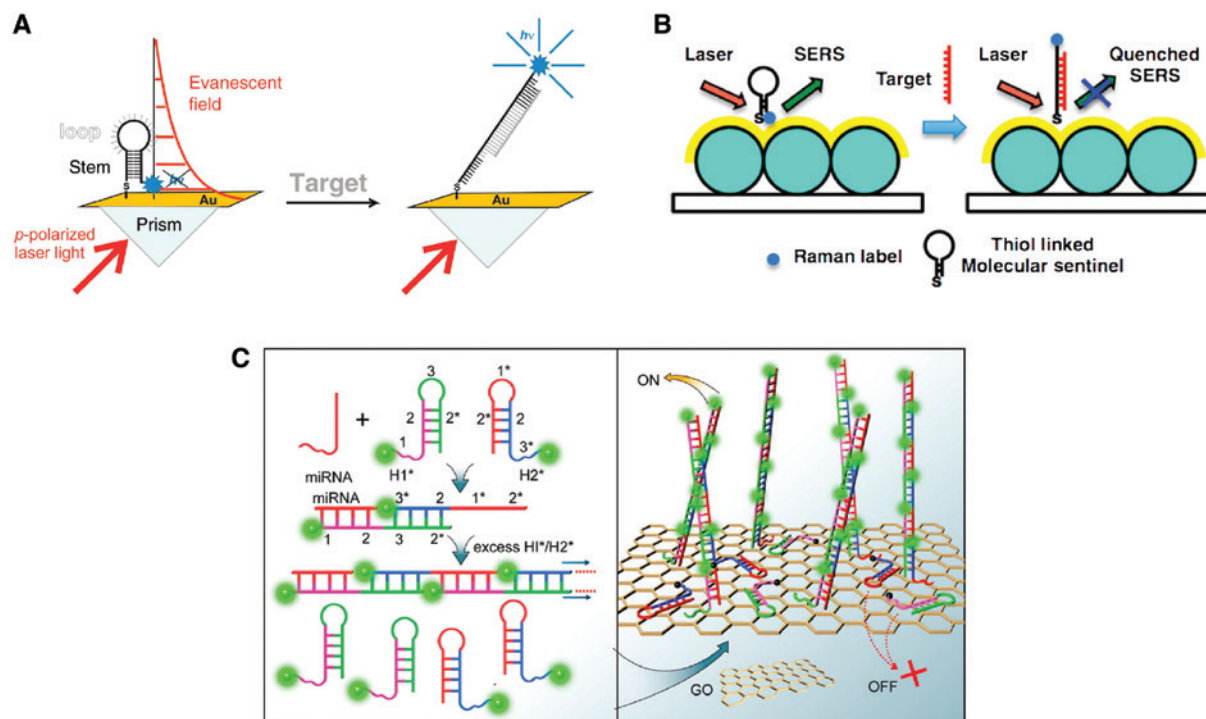 A
Evanescent
field
loop
Stem
hν
hν
S
S
Au
Prism
p-polarized
laser light
Target
B
Laser
SERS
Target
Laser
Quenched
SERS
S
S
Raman label
S
Thiol linked
Molecular sentinel
C
3
1*
2
2*
2*
2
1
3*
miRNA
H1*
H2*
miRNA
3*
2
1*
2*
1
2
3
2*
excess HI*/H2*
ON
GO
OFF